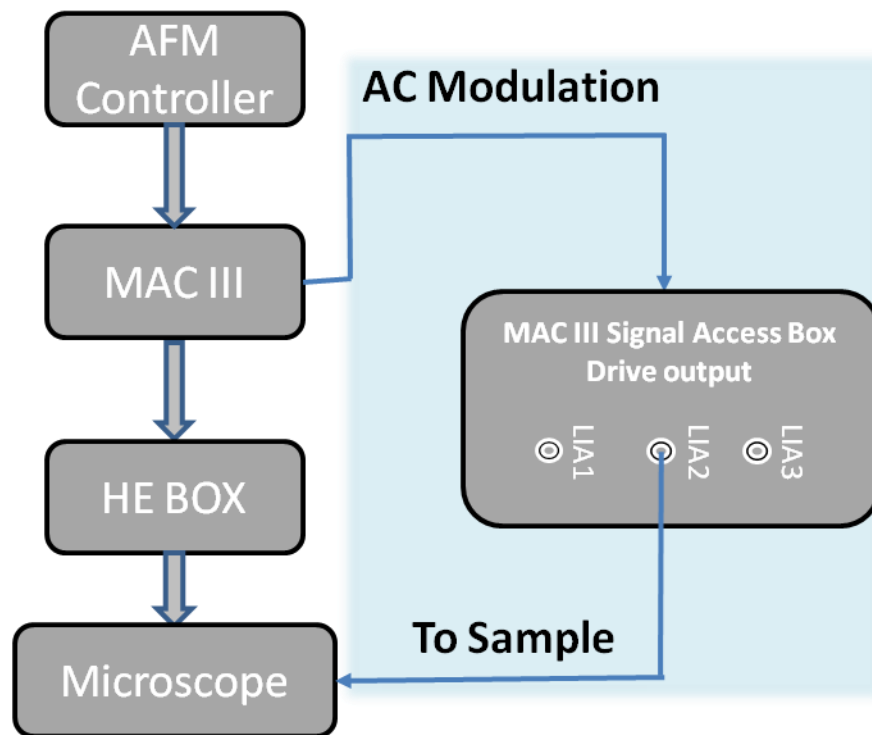 AFM
Controller
AC Modulation
MAC III
MAC III Signal Access Box
Drive output
LIA1
LIA2
LIA3
HE BOX
To Sample
Microscope